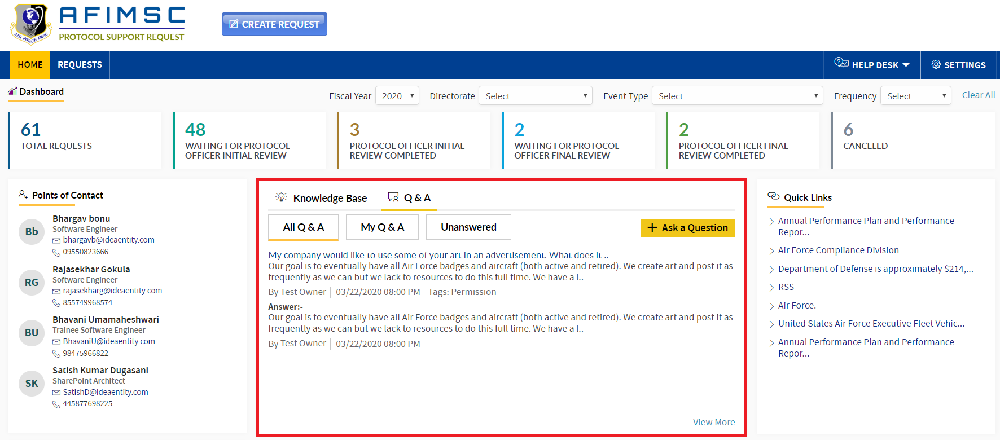 AFIMSC
PROTOCOL SUPPORT REQUEST
AIR FORCE IMSC
CREATE REQUEST
HOME
REQUESTS
HELP DESK
SETTINGS
Dashboard
Fiscal Year
2020
Directorate
Select
Event Type
Select
Frequency
Select
Clear All
61
TOTAL REQUESTS
48
WAITING FOR PROTOCOL
OFFICER INITIAL REVIEW
3
PROTOCOL OFFICER INITIAL
REVIEW COMPLETED
2
WAITING FOR PROTOCOL
OFFICER FINAL REVIEW
2
PROTOCOL OFFICER FINAL
REVIEW COMPLETED
6
CANCELED
Points of Contact
Bb
Bhargav bonu
Software Engineer
bhargavb@ideaentity.com
09550823666
RG
Rajasekhar Gokula
Software Engineer
rajasekharg@ideaentity.com
855749968574
BU
Bhavani Umamaheshwari
Trainee Software Engineer
BhavaniU@ideaentity.com
98475966822
SK
Satish Kumar Dugasani
SharePoint Architect
SatishD@ideaentity.com
445877698225
Knowledge Base
Q & A
All Q & A
My Q & A
Unanswered
+ Ask a Question
My company would like to use some of your art in an advertisement. What does it ..
Our goal is to eventually have all Air Force badges and aircraft (both active and retired). We create art and post it as
frequently as we can but we lack to resources to do this full time. We have a l..
By Test Owner | 03/22/2020 08:00 PM | Tags: Permission
Answer:-
Our goal is to eventually have all Air Force badges and aircraft (both active and retired). We create art and post it as
frequently as we can but we lack to resources to do this full time. We have a l..
By Test Owner | 03/22/2020 08:00 PM
View More
Quick Links
Annual Performance Plan and Performance
Repor...
Air Force Compliance Division
Department of Defense is approximately $214,...
RSS
Air Force.
United States Air Force Executive Fleet Vehic...
Annual Performance Plan and Performance
Repor...